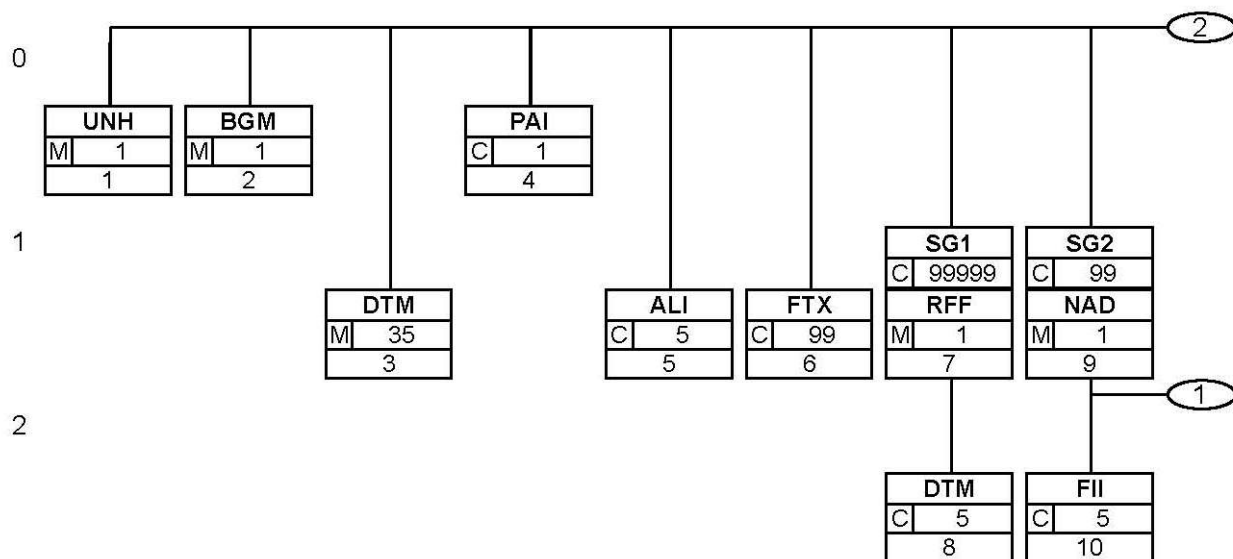 2
0
UNH BGM PAI
M 1 M 1 C 1
1 2 4
1
SG1 SG2
C 99999 C 99
DTM ALI FTX RFF NAD
M 35 C 5 C 99 M 1 M 1
3 5 6 7 9
1
2
DTM FII
C 5 C 5
8 10